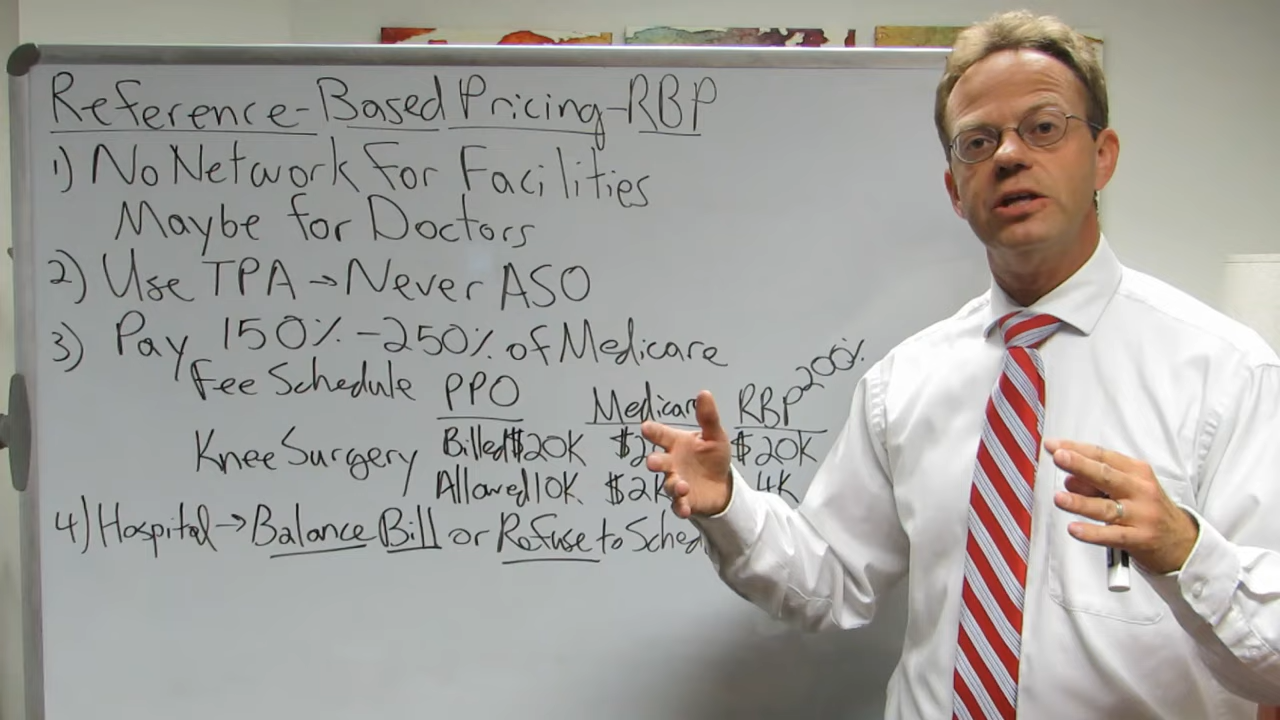 Reference-Based Pricing-RBP
1) No Network for Facilities
Maybe for Doctors
2) Use TPA → Never ASO
3) Pay 150% - 250% of Medicare
Fee Schedule PPO Medicare RBP 200%
Knee Surgery Billed $20K $20K
Allowed 10K $2K 4K
4) Hospital → Balance Bill or Refuse to